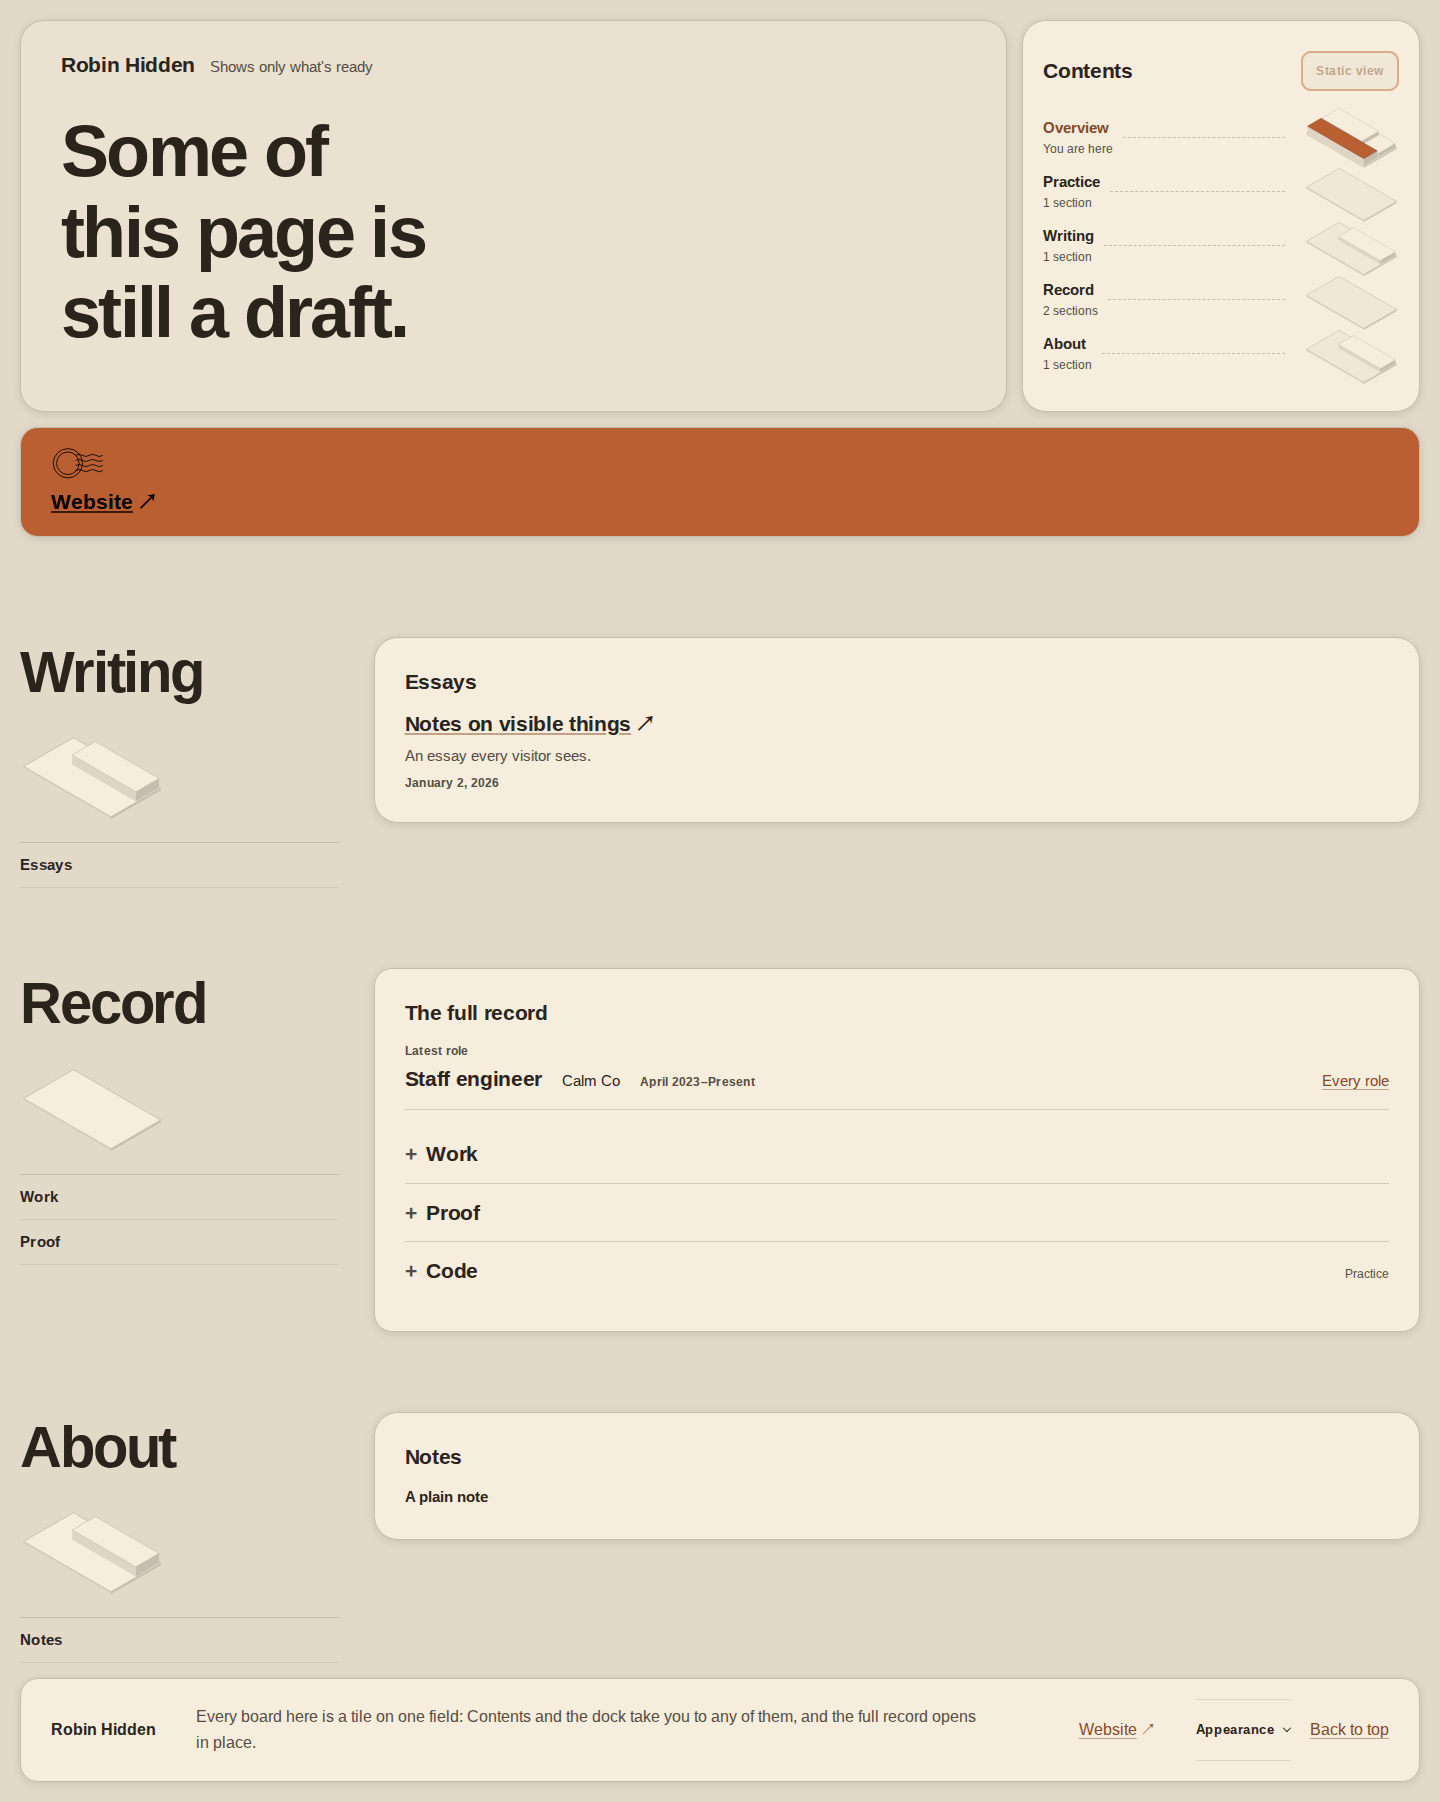 Robin Hidden Shows only what's ready
Some of
this page is
still a draft.
Contents Static view
Overview
You are here
Practice
1 section
Writing
1 section
Record
2 sections
About
1 section
Website ↗
Writing
Essays
Essays
Notes on visible things ↗
An essay every visitor sees.
January 2, 2026
Record
Work
Proof
The full record
Latest role
Staff engineer Calm Co April 2023–Present Every role
+ Work
+ Proof
+ Code Practice
About
Notes
Notes
A plain note
Robin Hidden
Every board here is a tile on one field: Contents and the dock take you to any of them, and the full record opens
in place.
Website ↗ Appearance Back to top